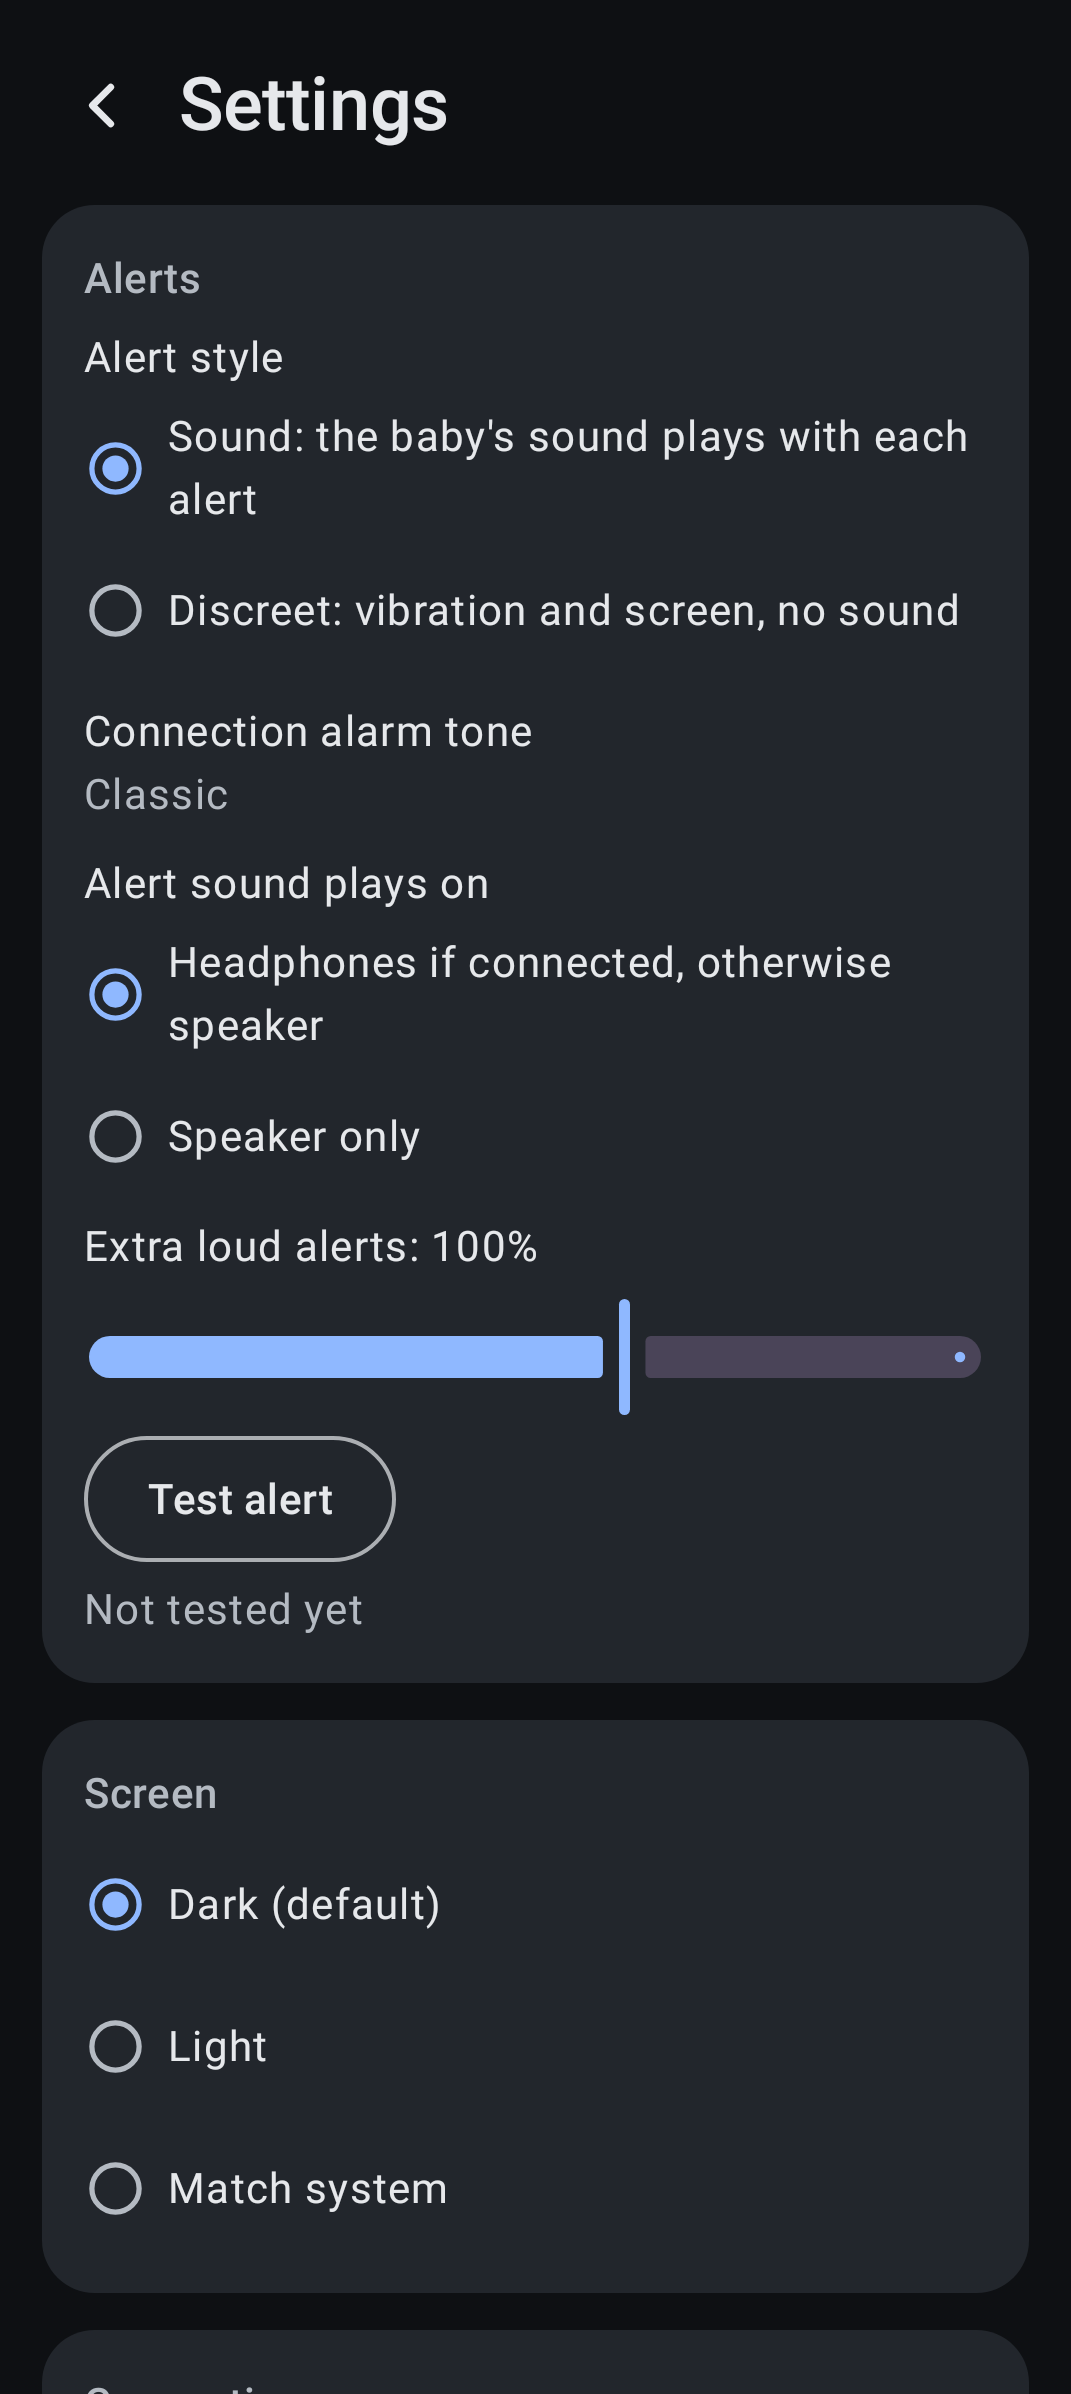 Settings
Alerts
Alert style
Sound: the baby's sound plays with each
alert
Discreet: vibration and screen, no sound
Connection alarm tone
Classic
Alert sound plays on
Headphones if connected, otherwise
speaker
Speaker only
Extra loud alerts: 100%
Test alert
Not tested yet
Screen
Dark (default)
Light
Match system